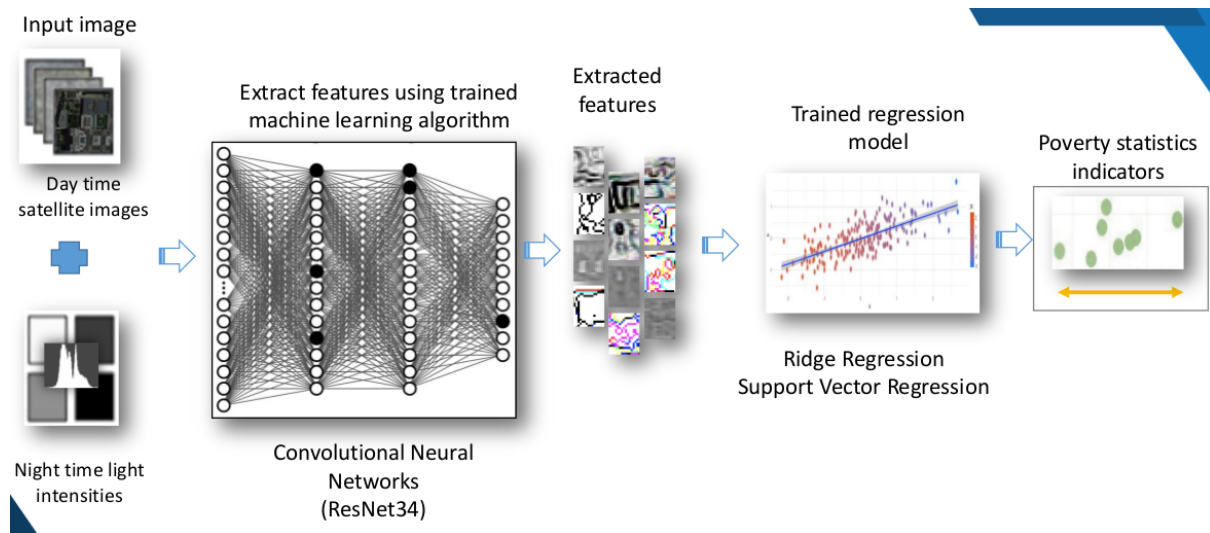 Input image
Day time
satellite images
Night time light
intensities
Extract features using trained
machine learning algorithm
Convolutional Neural
Networks
(ResNet34)
Extracted
features
Trained regression
model
Ridge Regression
Support Vector Regression
Poverty statistics
indicators